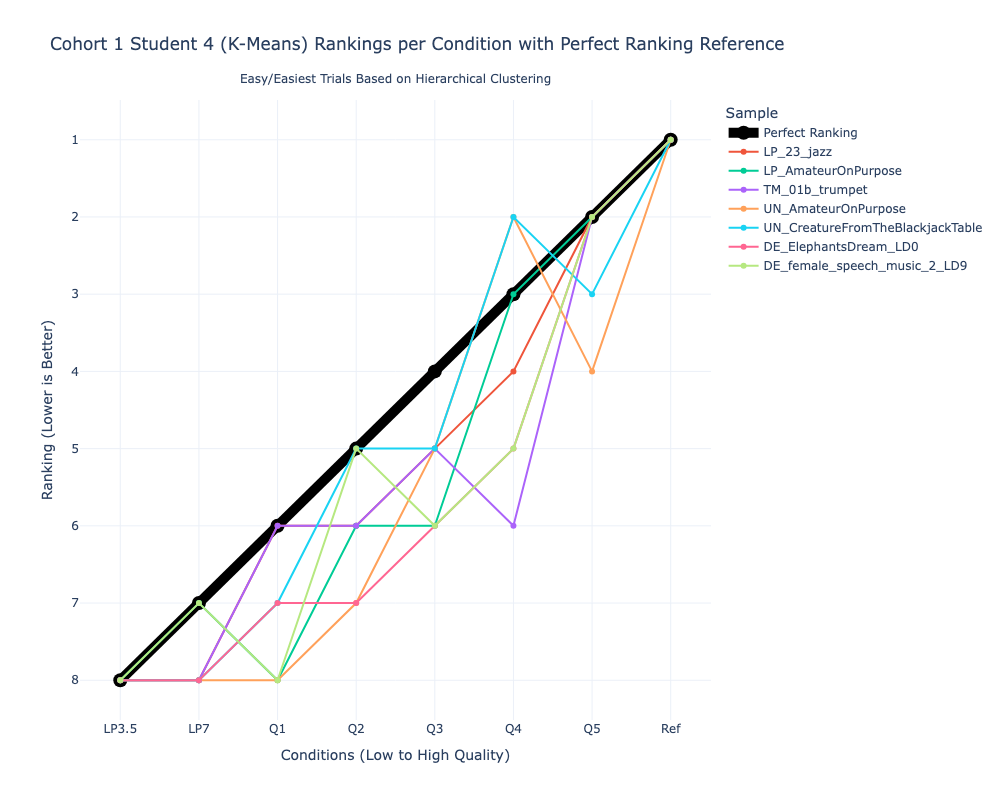 Cohort 1 Student 4 (K-Means) Rankings per Condition with Perfect Ranking Reference
Easy/Easiest Trials Based on Hierarchical Clustering
Sample
Perfect Ranking
LP_23_jazz
LP_AmateurOnPurpose
TM_01b_trumpet
UN_AmateurOnPurpose
UN_CreatureFromTheBlackjackTable
DE_ElephantsDream_LD0
DE_female_speech_music_2_LD9
Ranking (Lower is Better)
1
2
3
4
5
6
7
8
LP3.5 LP7 Q1 Q2 Q3 Q4 Q5 Ref
Conditions (Low to High Quality)